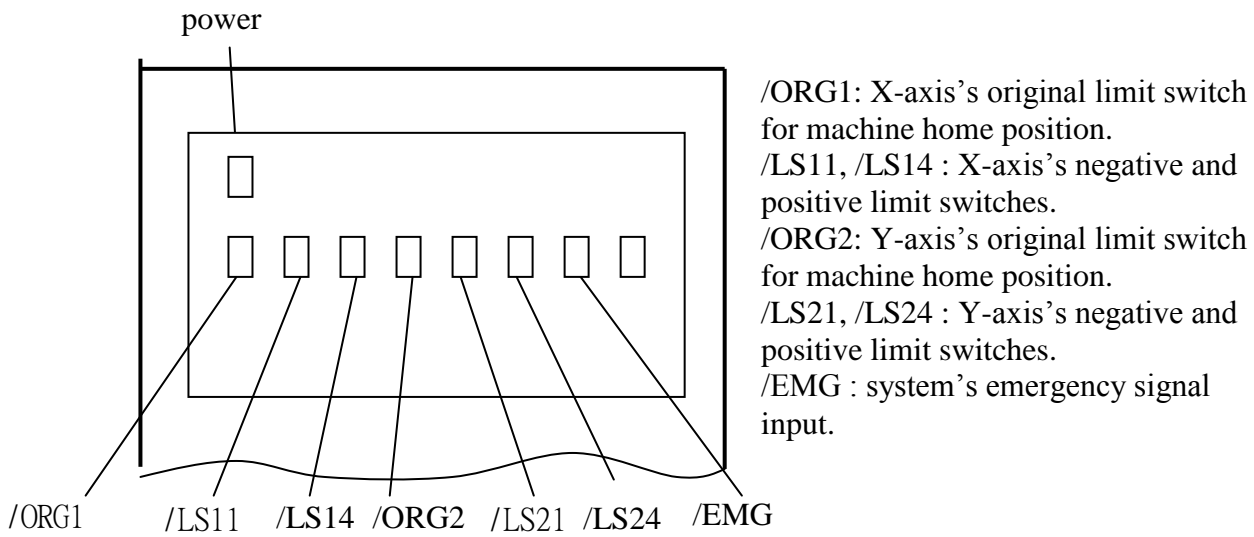 power
/ORG1: X-axis's original limit switch
for machine home position.
/LS11, /LS14 : X-axis's negative and
positive limit switches.
/ORG2: Y-axis's original limit switch
for machine home position.
/LS21, /LS24 : Y-axis's negative and
positive limit switches.
/EMG : system's emergency signal
input.
/ORG1 /LS11 /LS14 /ORG2 /LS21 /LS24 /EMG